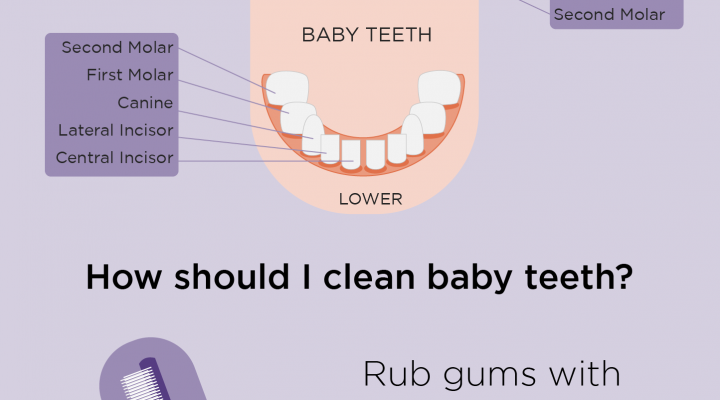 Second Molar
BABY TEETH
Second Molar
First Molar
Canine
Lateral Incisor
Central Incisor
LOWER
How should I clean baby teeth?
Rub gums with